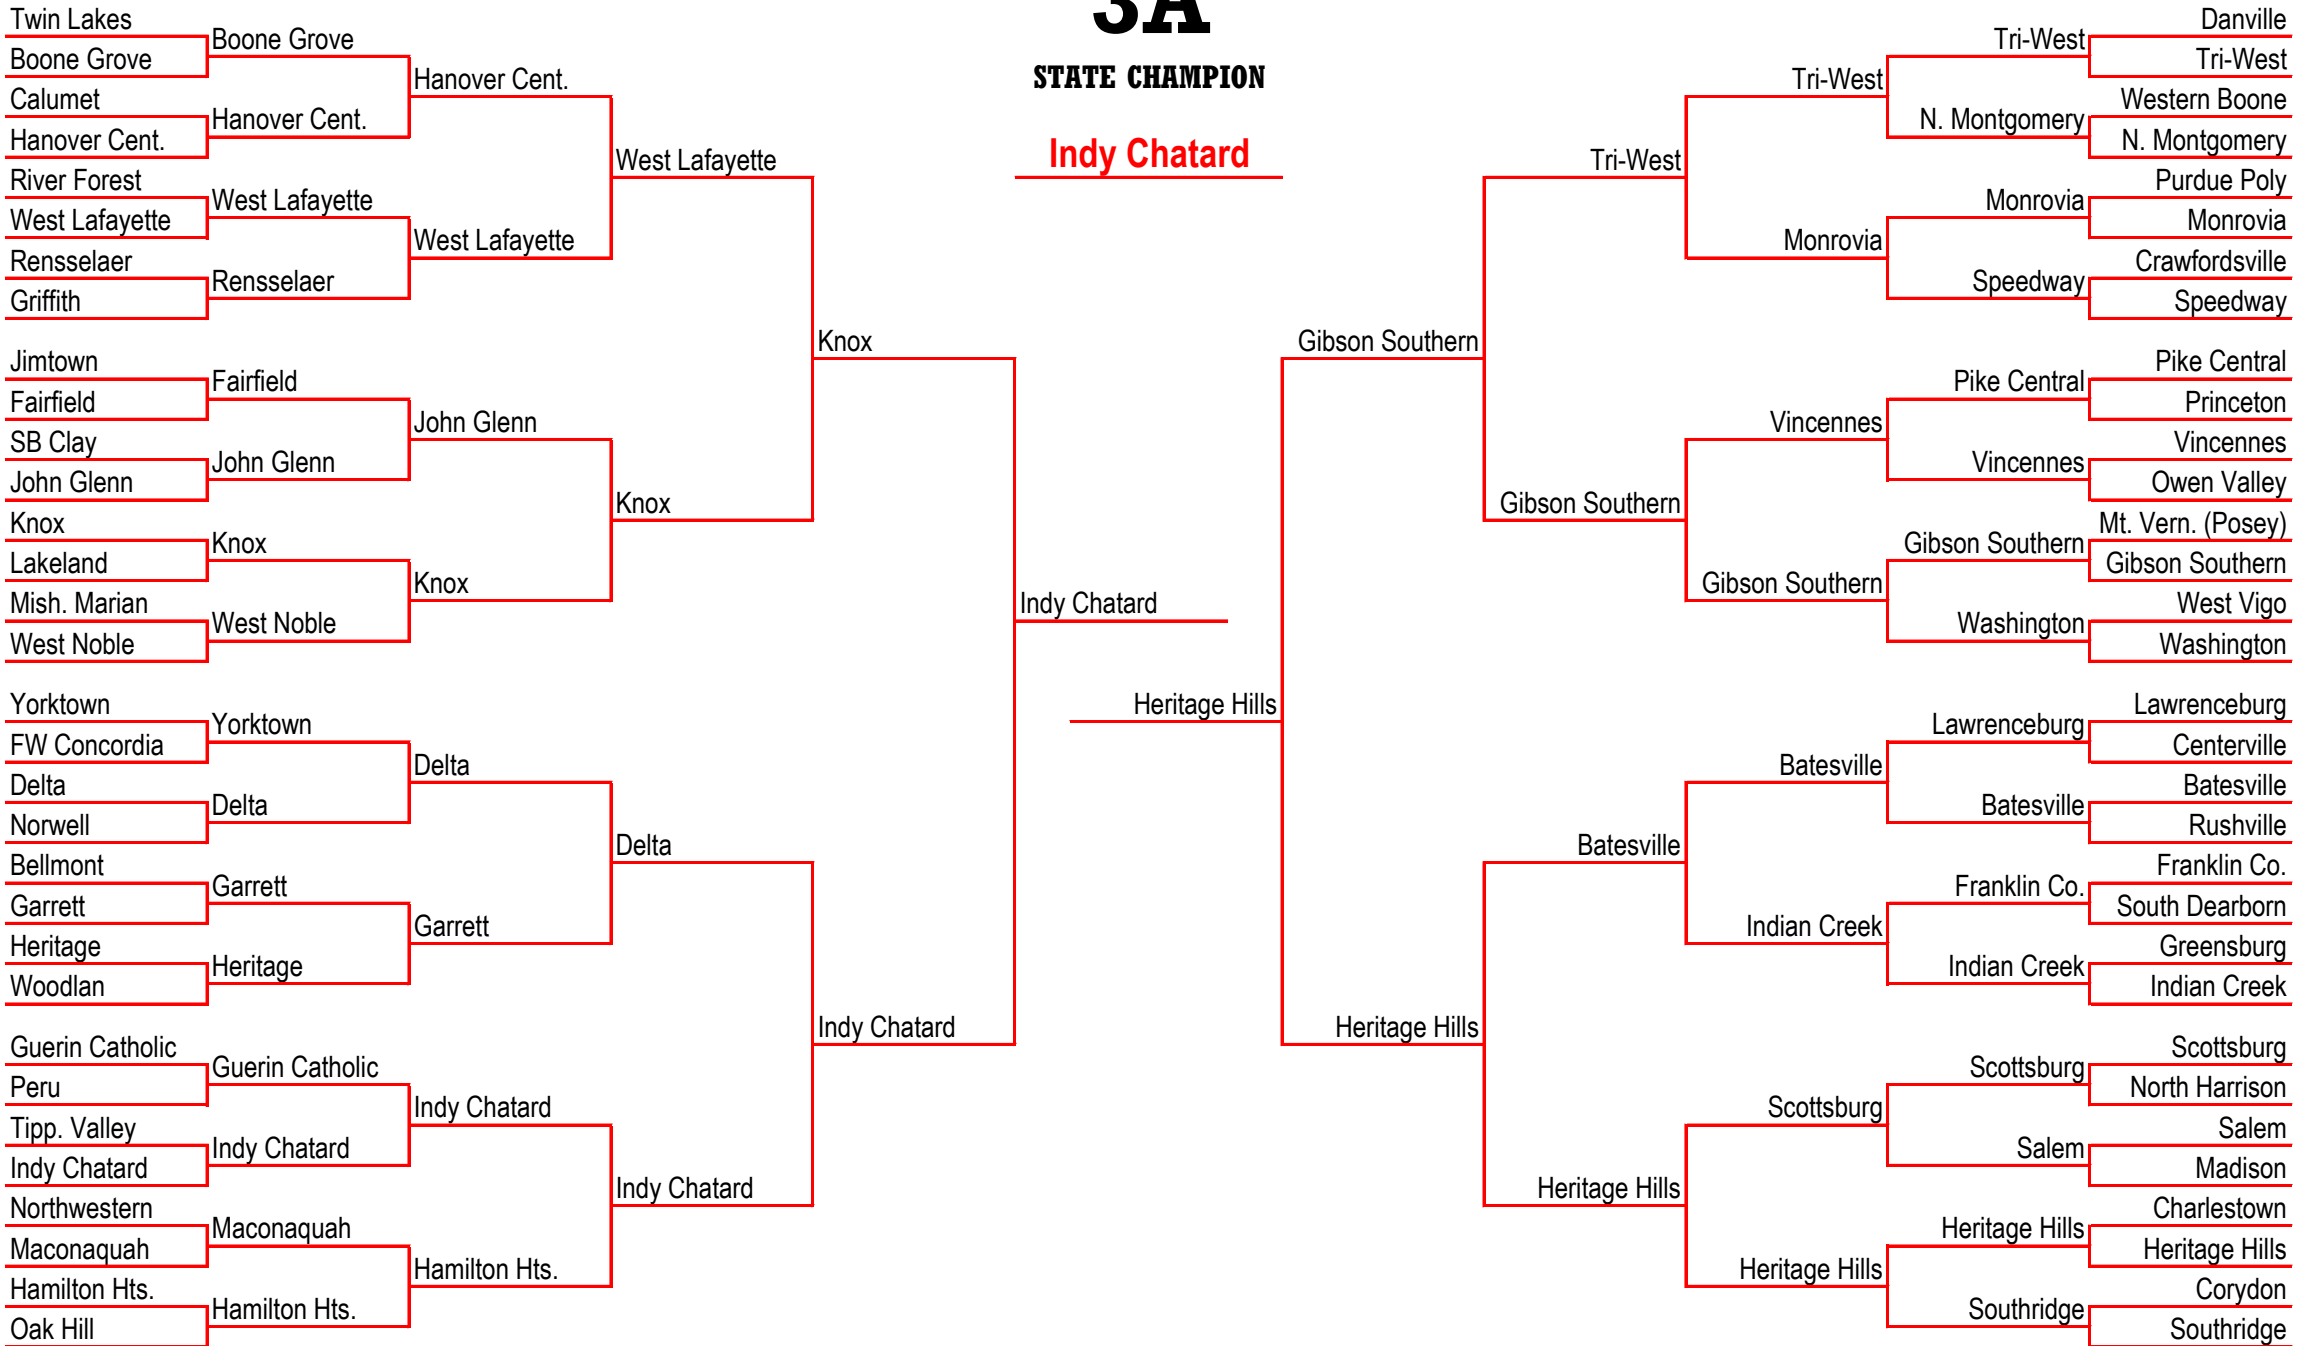 3A
STATE CHAMPION
Indy Chatard
Twin Lakes
Boone Grove
Calumet
Hanover Cent.
River Forest
West Lafayette
Rensselaer
Griffith
Jimtown
Fairfield
SB Clay
John Glenn
Knox
Lakeland
Mish. Marian
West Noble
Yorktown
FW Concordia
Delta
Norwell
Bellmont
Garrett
Heritage
Woodlan
Guerin Catholic
Peru
Tipp. Valley
Indy Chatard
Northwestern
Maconaquah
Hamilton Hts.
Oak Hill
Boone Grove
Hanover Cent.
West Lafayette
Rensselaer
Fairfield
John Glenn
Knox
West Noble
Yorktown
Delta
Garrett
Heritage
Guerin Catholic
Indy Chatard
Maconaquah
Hamilton Hts.
Hanover Cent.
West Lafayette
John Glenn
Knox
Delta
Garrett
Indy Chatard
Hamilton Hts.
West Lafayette
Knox
Delta
Indy Chatard
Knox
Indy Chatard
Indy Chatard
Heritage Hills
Gibson Southern
Heritage Hills
Tri-West
Gibson Southern
Batesville
Heritage Hills
Tri-West
Monrovia
Vincennes
Gibson Southern
Batesville
Indian Creek
Scottsburg
Heritage Hills
Tri-West
N. Montgomery
Monrovia
Speedway
Pike Central
Vincennes
Gibson Southern
Washington
Lawrenceburg
Batesville
Franklin Co.
Indian Creek
Scottsburg
Salem
Heritage Hills
Southridge
Danville
Tri-West
Western Boone
N. Montgomery
Purdue Poly
Monrovia
Crawfordsville
Speedway
Pike Central
Princeton
Vincennes
Owen Valley
Mt. Vern. (Posey)
Gibson Southern
West Vigo
Washington
Lawrenceburg
Centerville
Batesville
Rushville
Franklin Co.
South Dearborn
Greensburg
Indian Creek
Scottsburg
North Harrison
Salem
Madison
Charlestown
Heritage Hills
Corydon
Southridge